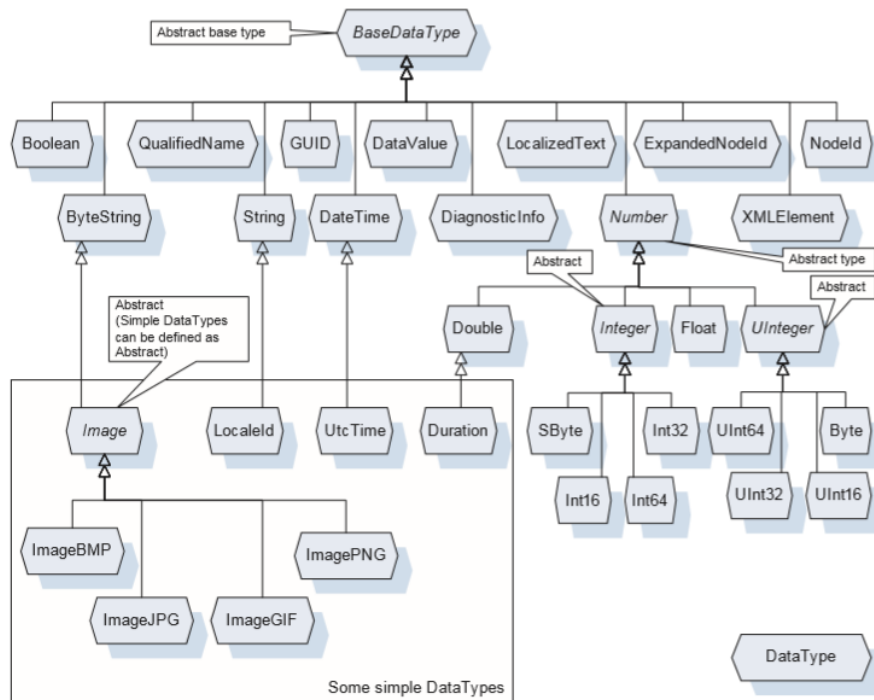 Abstract base type
BaseDataType
Boolean
QualifiedName
GUID
DataValue
LocalizedText
ExpandedNodeId
NodeId
ByteString
String
DateTime
DiagnosticInfo
Number
XMLElement
Abstract
Abstract type
Abstract
Abstract
(Simple DataTypes
can be defined as
Abstract)
Double
Integer
Float
UInteger
Image
LocaleId
UtcTime
Duration
SByte
Int32
UInt64
Byte
Int16
Int64
UInt32
UInt16
ImageBMP
ImagePNG
ImageJPG
ImageGIF
Some simple DataTypes
DataType